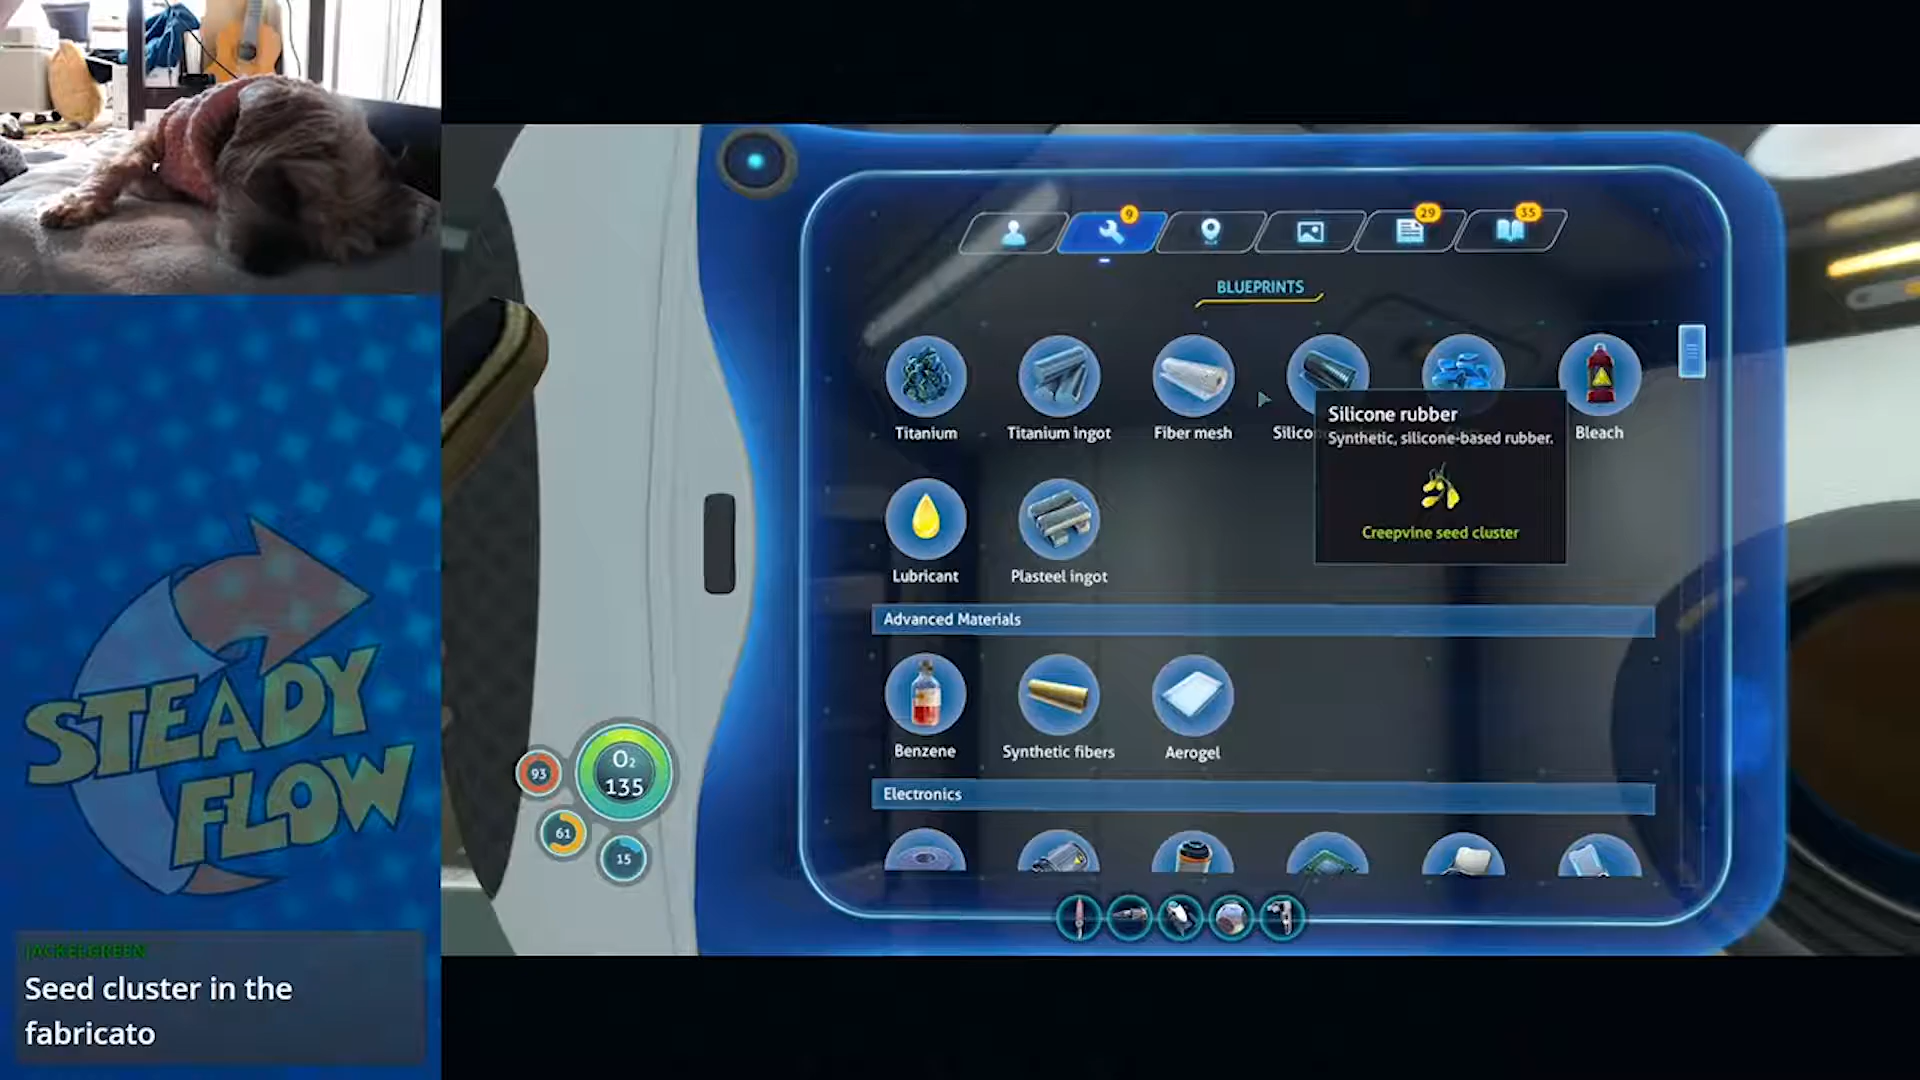 9
29
35
BLUEPRINTS
Titanium
Titanium ingot
Fiber mesh
Silico
Bleach
Silicone rubber
Synthetic, silicone-based rubber.
Creepvine seed cluster
Lubricant
Plasteel ingot
Advanced Materials
Benzene
Synthetic fibers
Aerogel
Electronics
93
O₂
135
61
15
STEADY
FLOW
JACKELGREEN
Seed cluster in the
fabricato